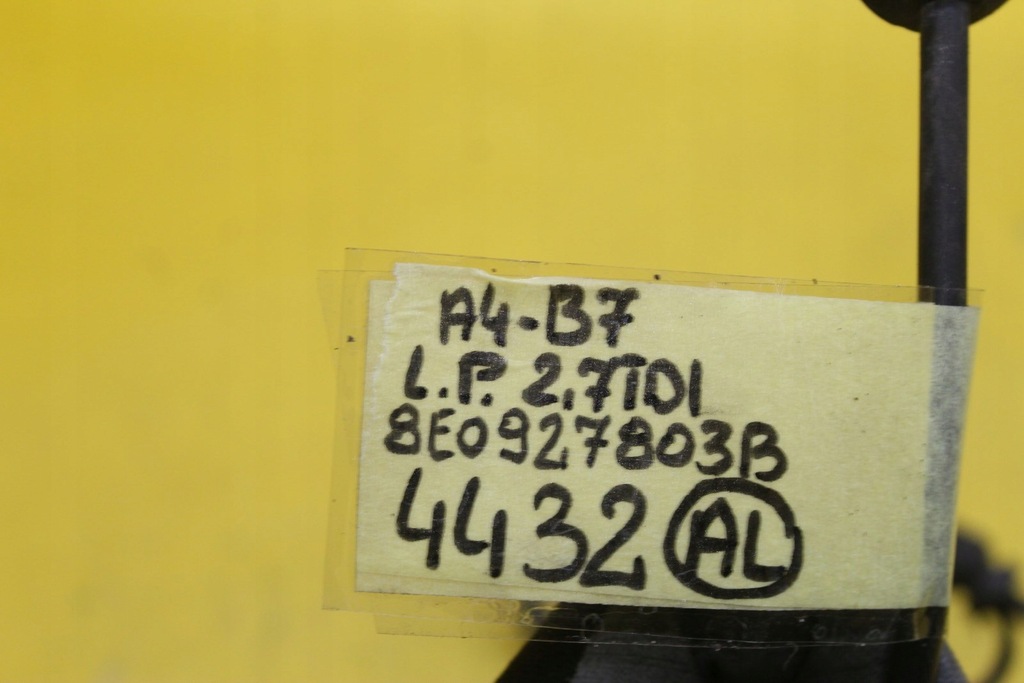 A4-B7
L.P. 2.7TDI
8E0927803B
4432 AL